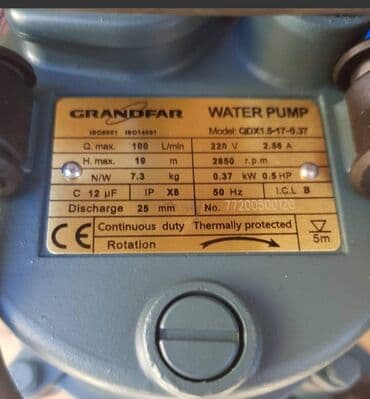 GRANDFAR WATER PUMP
ISO9001 ISO14001 Model: QDX1.5-17-0.37
Q. max. 100 L/min 220 V 2.56 A
H. max. 19 m 2850 r.p.m
N/W 7.3 kg 0.37 kW 0.5 HP
C 12 µF IP X8 50 Hz I.C.L B
Discharge 25 mm No. 77200500120
CE Continuous duty Thermally protected
Rotation 5m